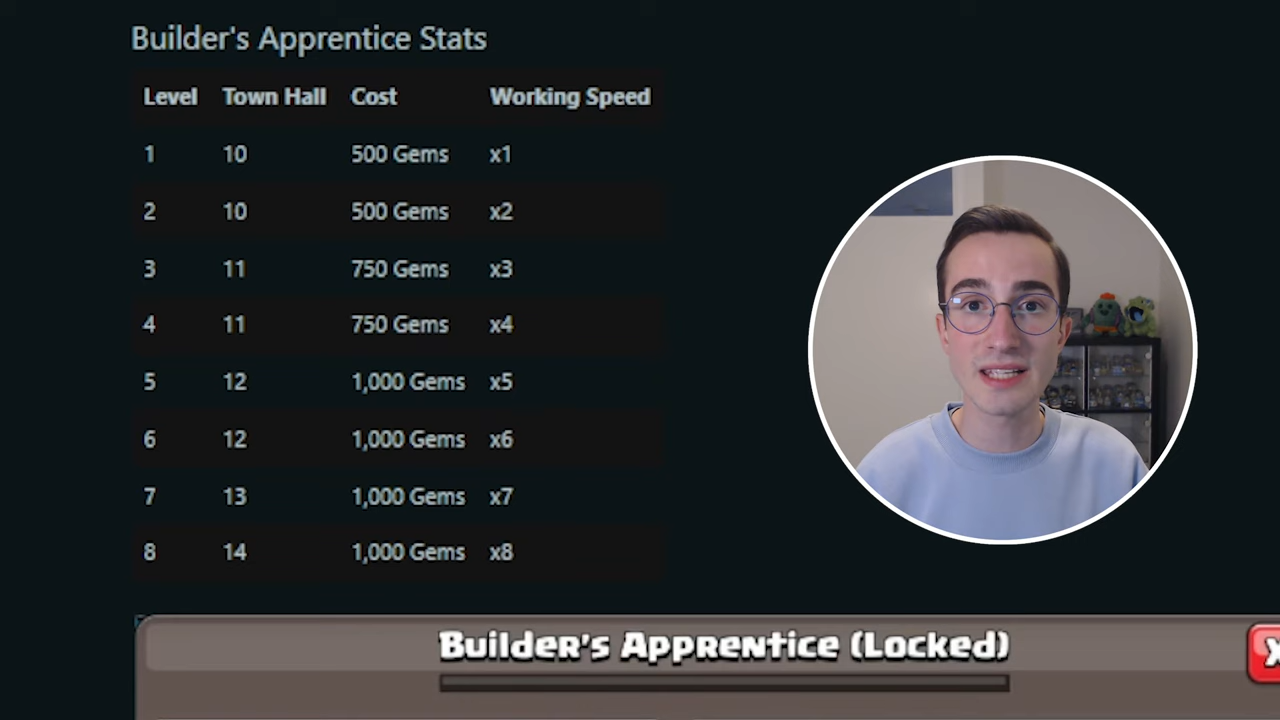 Builder's Apprentice Stats
Level Town Hall Cost Working Speed
1 10 500 Gems x1
2 10 500 Gems x2
3 11 750 Gems x3
4 11 750 Gems x4
5 12 1,000 Gems x5
6 12 1,000 Gems x6
7 13 1,000 Gems x7
8 14 1,000 Gems x8
Builder's Apprentice (Locked)
X